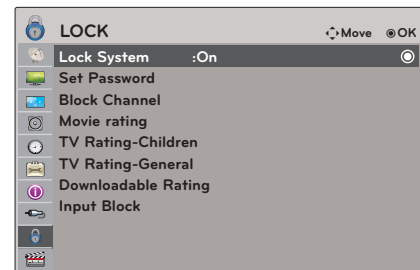 LOCK
Move OK
Lock System :On
Set Password
Block Channel
Movie rating
TV Rating-Children
TV Rating-General
Downloadable Rating
Input Block